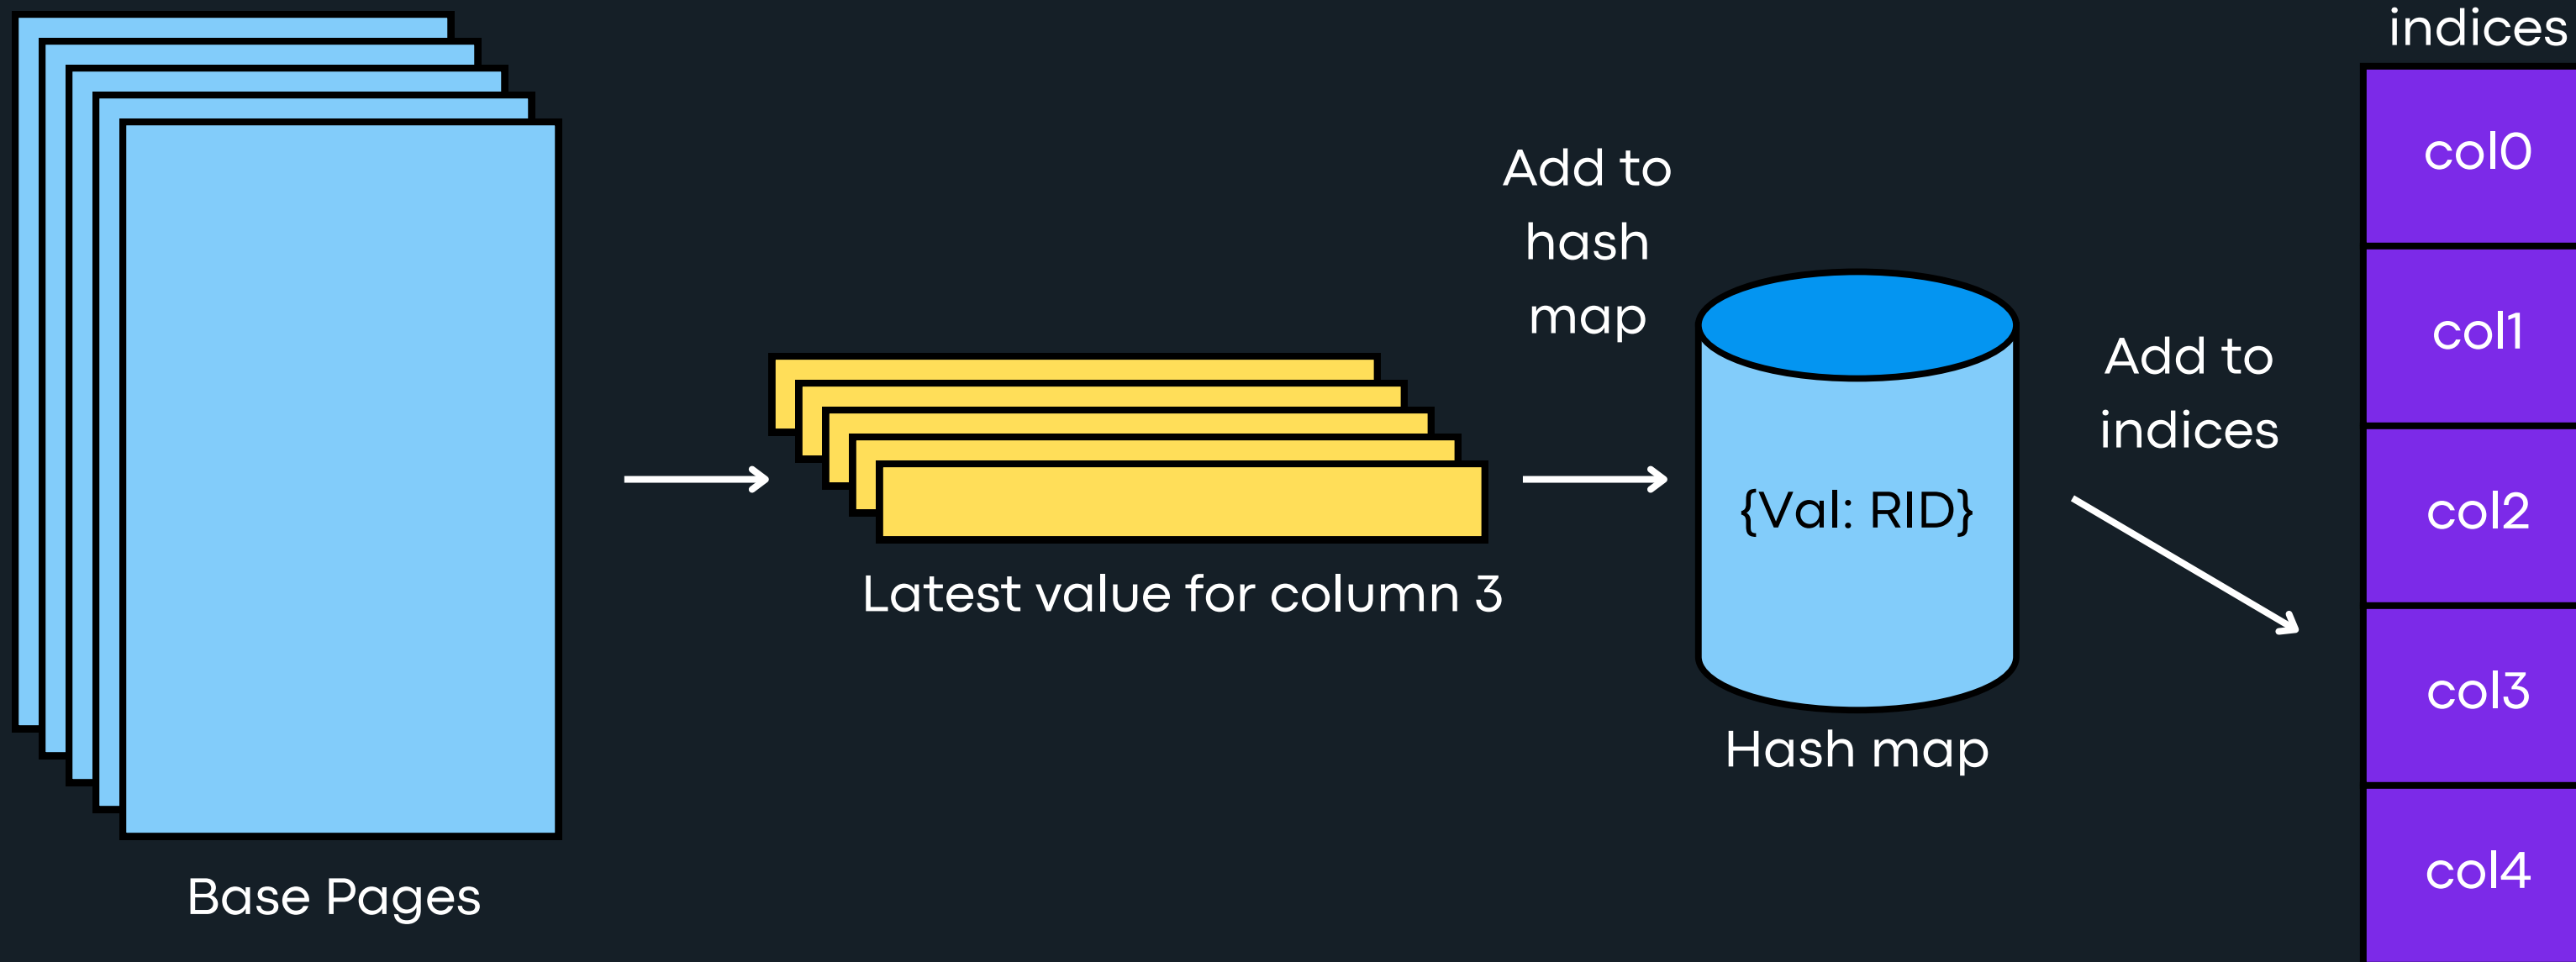 Base Pages
Latest value for column 3
Add to
hash
map
{Val: RID}
Hash map
Add to
indices
indices
col0
col1
col2
col3
col4